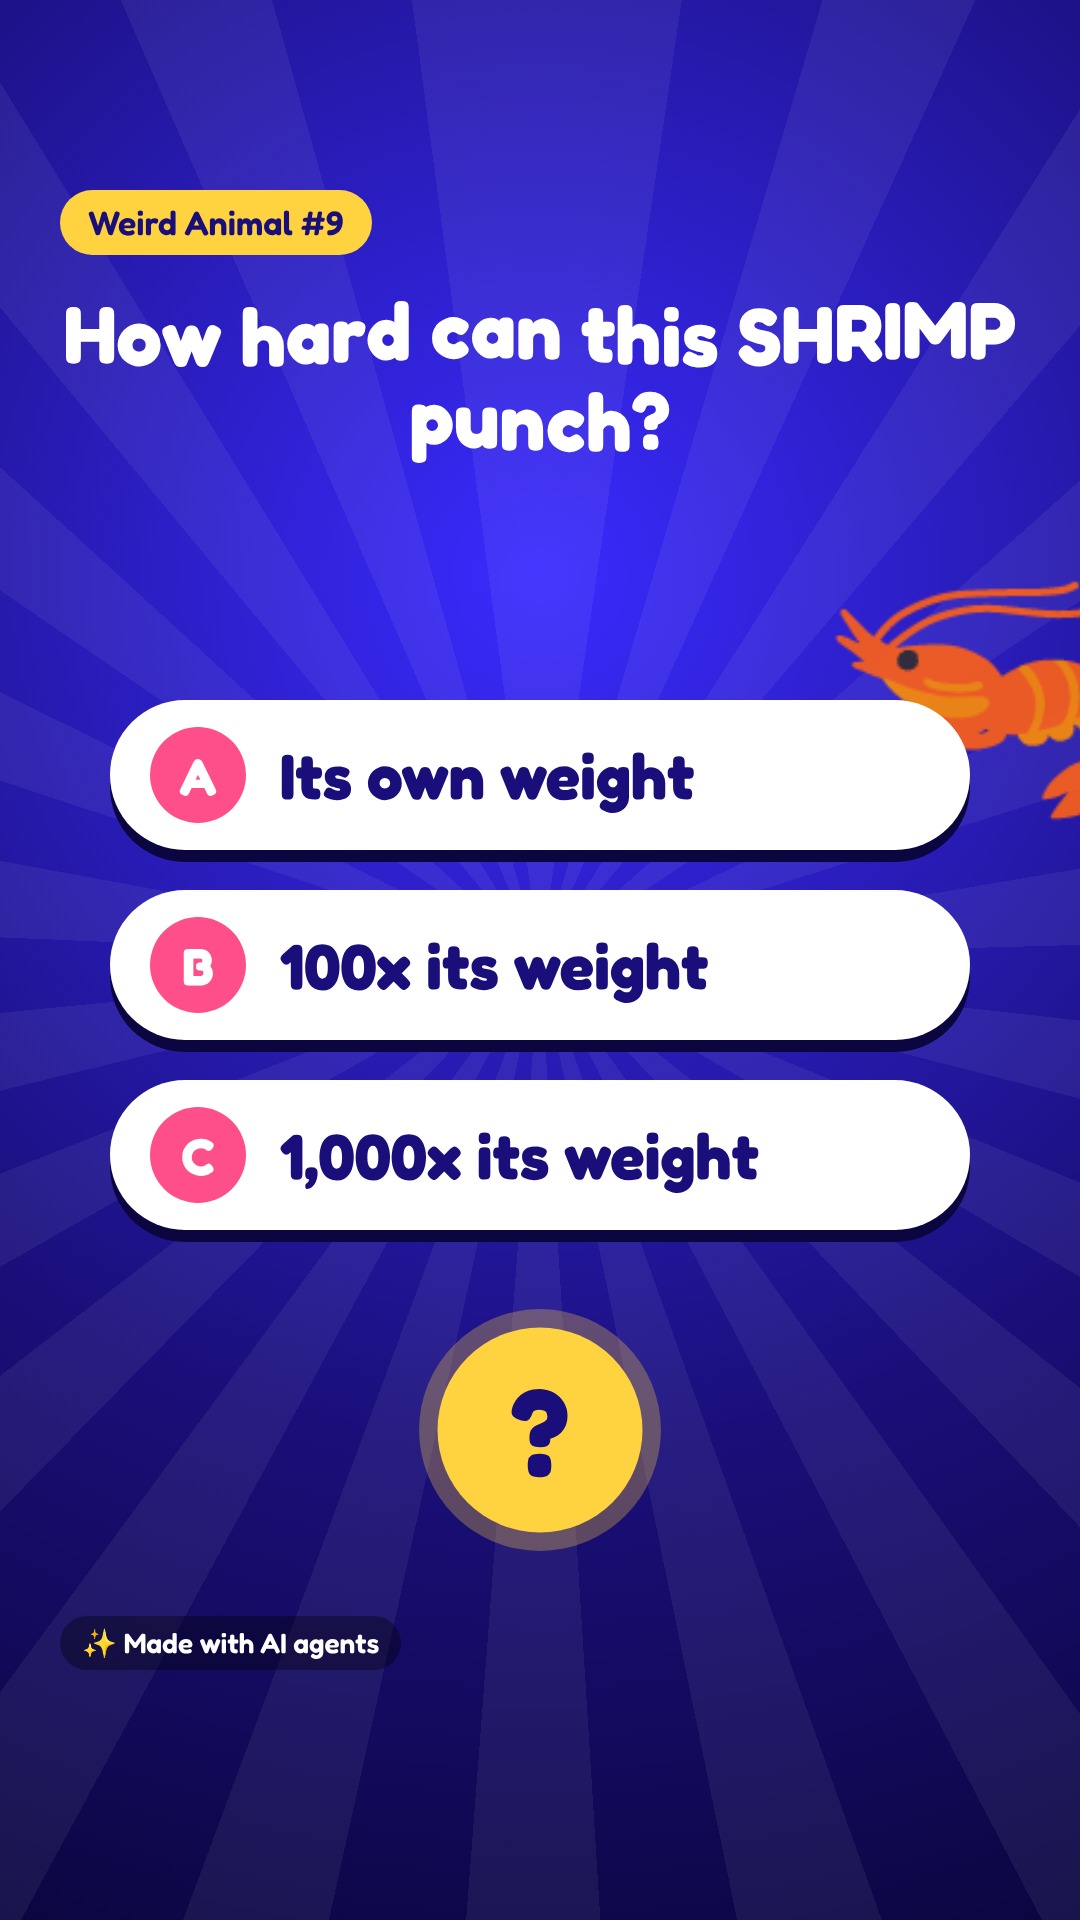 Weird Animal #9
How hard can this SHRIMP
punch?
A Its own weight
B 100x its weight
C 1,000x its weight
?
✨ Made with AI agents